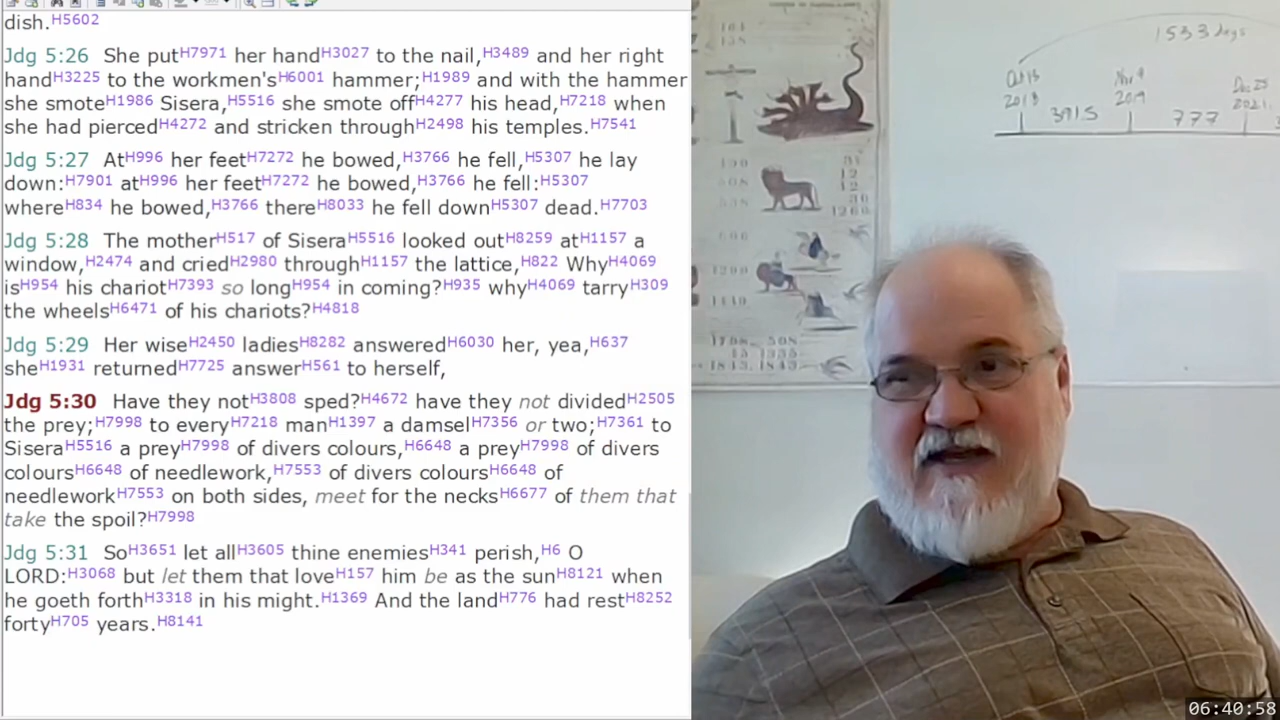 dish.H5602
Jdg 5:26 She putH7971 her handH3027 to the nail,H3489 and her right
handH3225 to the workmen'sH6001 hammer;H1989 and with the hammer
she smoteH1986 Sisera,H5516 she smote offH4277 his head,H7218 when
she had piercedH4272 and stricken throughH2498 his temples.H7541
Jdg 5:27 AtH996 her feetH7272 he bowed,H3766 he fell,H5307 he lay
down:H7901 atH996 her feetH7272 he bowed,H3766 he fell:H5307
whereH834 he bowed,H3766 thereH8033 he fell downH5307 dead.H7703
Jdg 5:28 The motherH517 of SiseraH5516 looked outH8259 atH1157 a
window,H2474 and criedH2980 throughH1157 the lattice,H822 WhyH4069
isH954 his chariotH7393 so longH954 in coming?H935 whyH4069 tarryH309
the wheelsH6471 of his chariots?H4818
Jdg 5:29 Her wiseH2450 ladiesH8282 answeredH6030 her, yea,H637
sheH1931 returnedH7725 answerH561 to herself,
Jdg 5:30 Have they notH3808 sped?H4672 have they not dividedH2505
the prey;H7998 to everyH7218 manH1397 a damselH7356 or two;H7361 to
SiseraH5516 a preyH7998 of divers colours,H6648 a preyH7998 of divers
coloursH6648 of needlework,H7553 of divers coloursH6648 of
needleworkH7553 on both sides, meet for the necksH6677 of them that
take the spoil?H7998
Jdg 5:31 SoH3651 let allH3605 thine enemiesH341 perish,H6 O
LORD:H3068 but let them that loveH157 him be as the sunH8121 when
he goeth forthH3318 in his might.H1369 And the landH776 had restH8252
fortyH705 years.H8141
1533 days
2019
777
1260
06:40:58